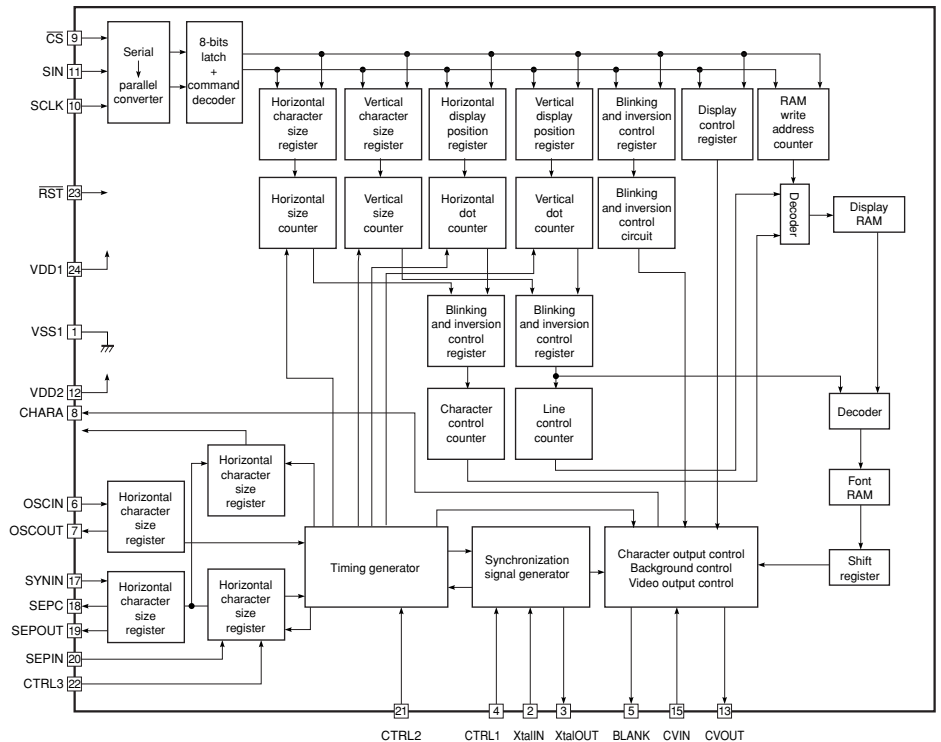 CS 9
SIN 11
SCLK 10
Serial
parallel
converter
8-bits
latch
+
command
decoder
Horizontal
character
size
register
Vertical
character
size
register
Horizontal
display
position
register
Vertical
display
position
register
Blinking
and inversion
control
register
Display
control
register
RAM
write
address
counter
RST 23
VDD1 24
VSS1 1
VDD2 12
CHARA 8
Horizontal
size
counter
Vertical
size
counter
Horizontal
dot
counter
Vertical
dot
counter
Blinking
and inversion
control
circuit
Decoder
Display
RAM
Blinking
and inversion
control
register
Blinking
and inversion
control
register
Character
control
counter
Line
control
counter
Decoder
Font
RAM
Shift
register
Horizontal
character
size
register
OSCIN 6
OSCOUT 7
Horizontal
character
size
register
SYNIN 17
SEPC 18
SEPOUT 19
SEPIN 20
CTRL3 22
Horizontal
character
size
register
Horizontal
character
size
register
Timing generator
Synchronization
signal generator
Character output control
Background control
Video output control
21 4 2 3 5 15 13
CTRL2 CTRL1 XtalIN XtalOUT BLANK CVIN CVOUT